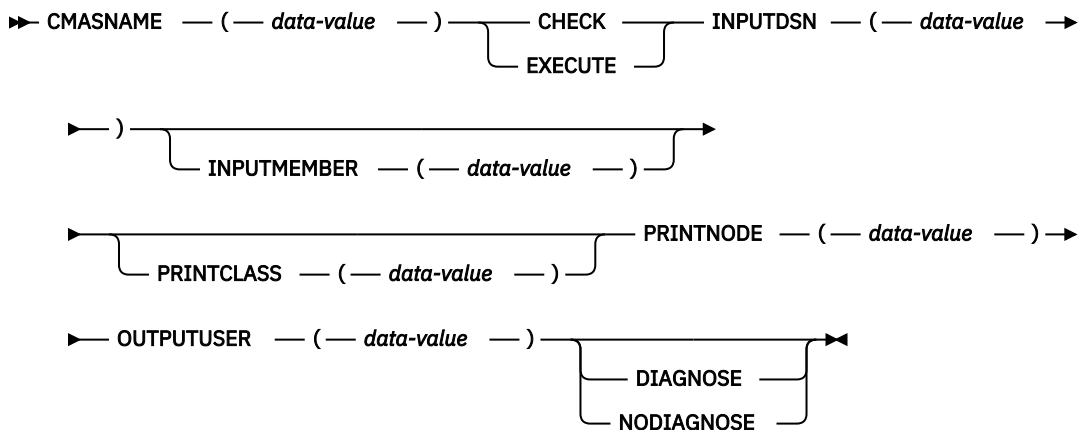 CMASNAME ( data-value ) CHECK INPUTDSN ( data-value
EXECUTE
)
INPUTMEMBER ( data-value )
PRINTNODE ( data-value )
PRINTCLASS ( data-value )
OUTPUTUSER ( data-value )
DIAGNOSE
NODIAGNOSE